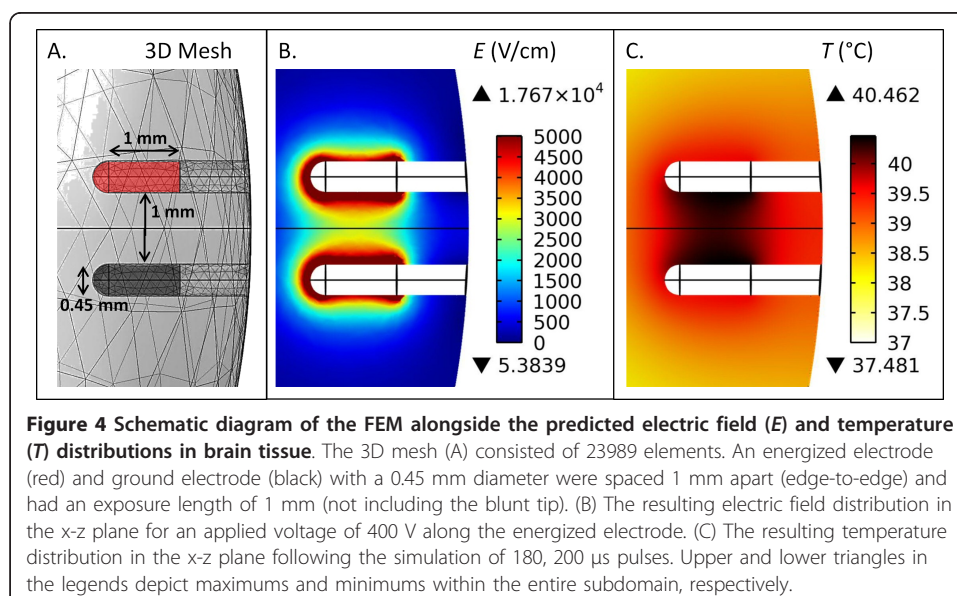 A. 3D Mesh
1 mm
1 mm
0.45 mm
B. E (V/cm)
▲ 1.767×10⁴
5000
4500
4000
3500
3000
2500
2000
1500
1000
500
0
▼ 5.3839
C. T (°C)
▲ 40.462
40
39.5
39
38.5
38
37.5
37
▼ 37.481
Figure 4 Schematic diagram of the FEM alongside the predicted electric field (E) and temperature
(T) distributions in brain tissue. The 3D mesh (A) consisted of 23989 elements. An energized electrode
(red) and ground electrode (black) with a 0.45 mm diameter were spaced 1 mm apart (edge-to-edge) and
had an exposure length of 1 mm (not including the blunt tip). (B) The resulting electric field distribution in
the x-z plane for an applied voltage of 400 V along the energized electrode. (C) The resulting temperature
distribution in the x-z plane following the simulation of 180, 200 μs pulses. Upper and lower triangles in
the legends depict maximums and minimums within the entire subdomain, respectively.